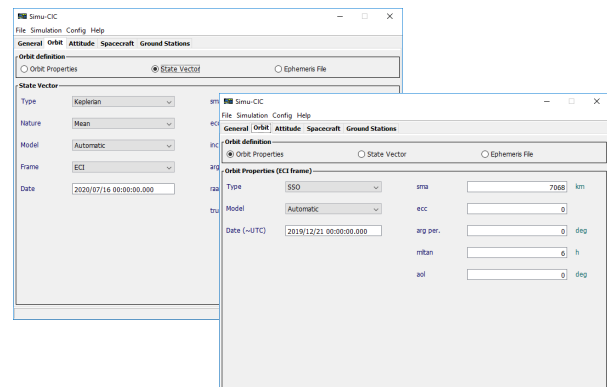 Simu-CIC
File Simulation Config Help
General Orbit Attitude Spacecraft Ground Stations
Orbit definition
Orbit Properties State Vector Ephemeris File
State Vector
Type Keplerian
Nature Mean
Model Automatic
Frame ECI
Date 2020/07/16 00:00:00.000
Simu-CIC
File Simulation Config Help
General Orbit Attitude Spacecraft Ground Stations
Orbit definition
Orbit Properties State Vector Ephemeris File
Orbit Properties (ECI frame)
Type SSO sma 7068 km
Model Automatic ecc 0
Date (~UTC) 2019/12/21 00:00:00.000 arg per. 0 deg
mltan 6 h
aol 0 deg